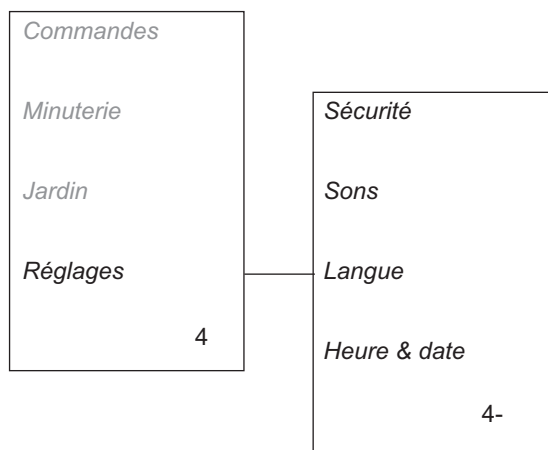 Commandes
Minuterie
Jardin
Réglages
4
Sécurité
Sons
Langue
Heure & date
4-